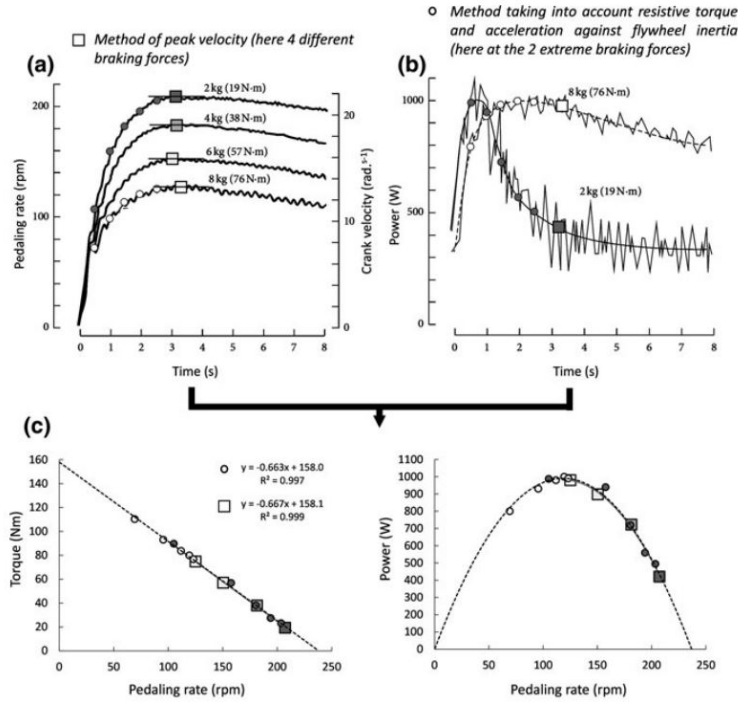 Method of peak velocity (here 4 different
braking forces)
Method taking into account resistive torque
and acceleration against flywheel inertia
(here at the 2 extreme braking forces)
(a)
Pedaling rate (rpm)
200
100
0
2 kg (19 N-m)
4 kg (38 N-m)
6 kg (57 N-m)
8 kg (76 N-m)
20
10
0
Crank velocity (rad.s-1)
0 1 2 3 4 5 6 7 8
Time (s)
(b)
Power (W)
1000
500
0
8 kg (76 N-m)
2 kg (19 N-m)
0 1 2 3 4 5 6 7 8
Time (s)
(c)
Torque (Nm)
160
140
120
100
80
60
40
20
0
y = -0.663x + 158.0
R² = 0.997
y = -0.667x + 158.1
R² = 0.999
0 50 100 150 200 250
Pedaling rate (rpm)
Power (W)
1100
1000
900
800
700
600
500
400
300
200
100
0
0 50 100 150 200 250
Pedaling rate (rpm)